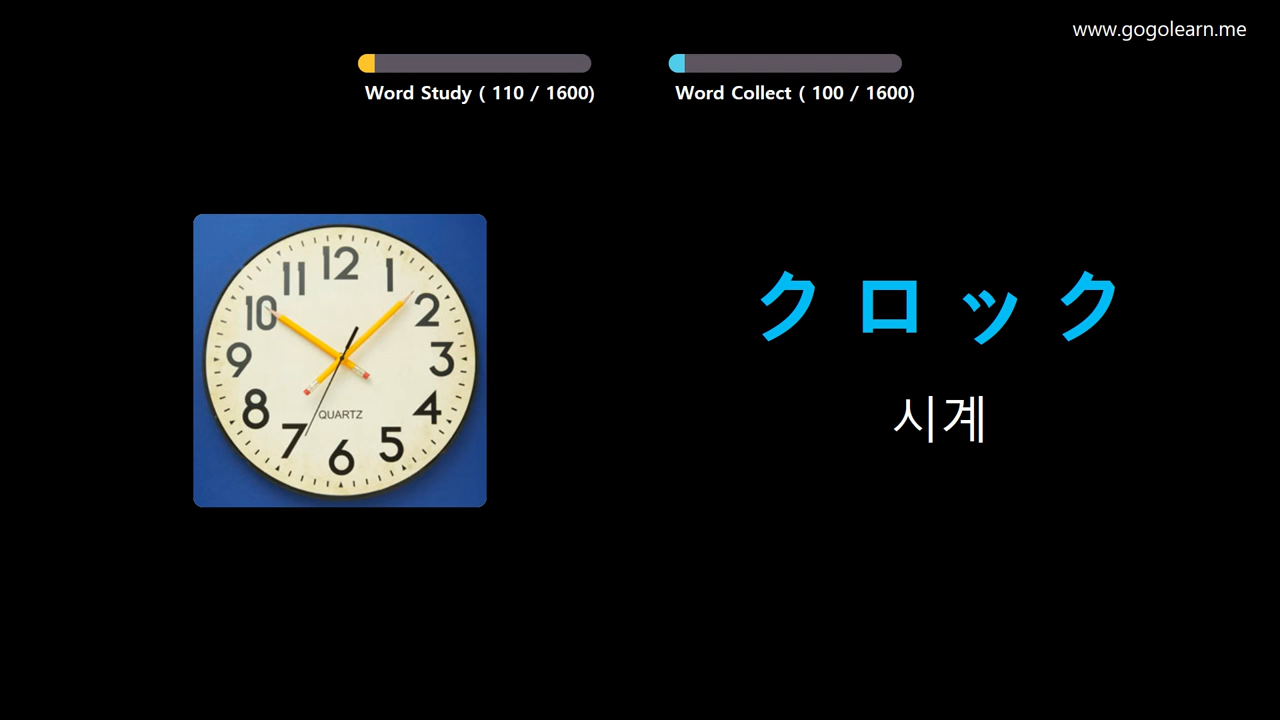 www.gogolearn.me
Word Study ( 110 / 1600)
Word Collect ( 100 / 1600)
12
11
1
10
2
9
3
8
4
QUARTZ
7
5
6
クロック
시계